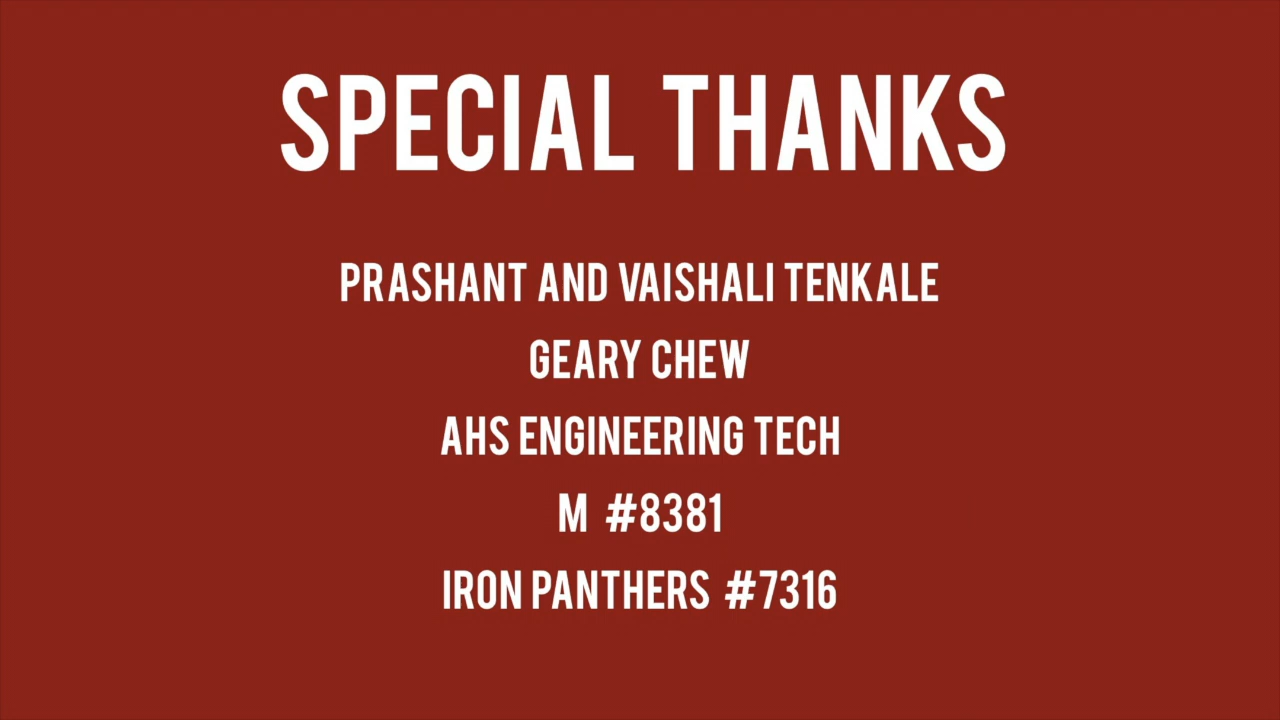 SPECIAL THANKS
PRASHANT AND VAISHALI TENKALE
GEARY CHEW
AHS ENGINEERING TECH
M #8381
IRON PANTHERS #7316